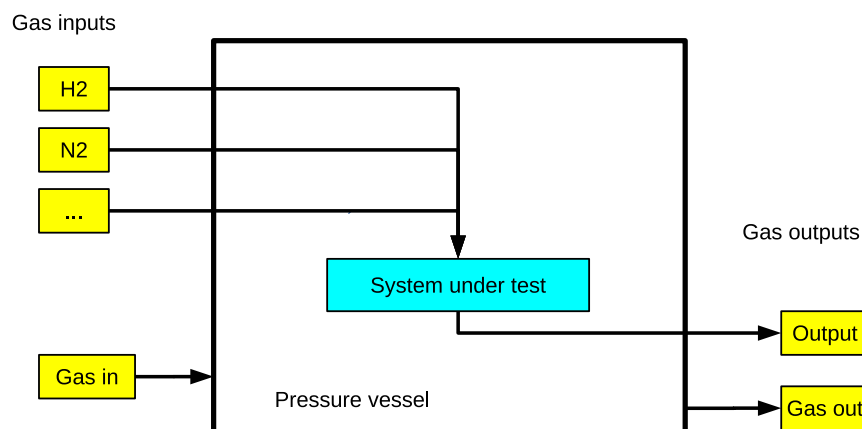 Gas inputs
H2
N2
...
Gas outputs
System under test
Output
Gas in
Pressure vessel
Gas out